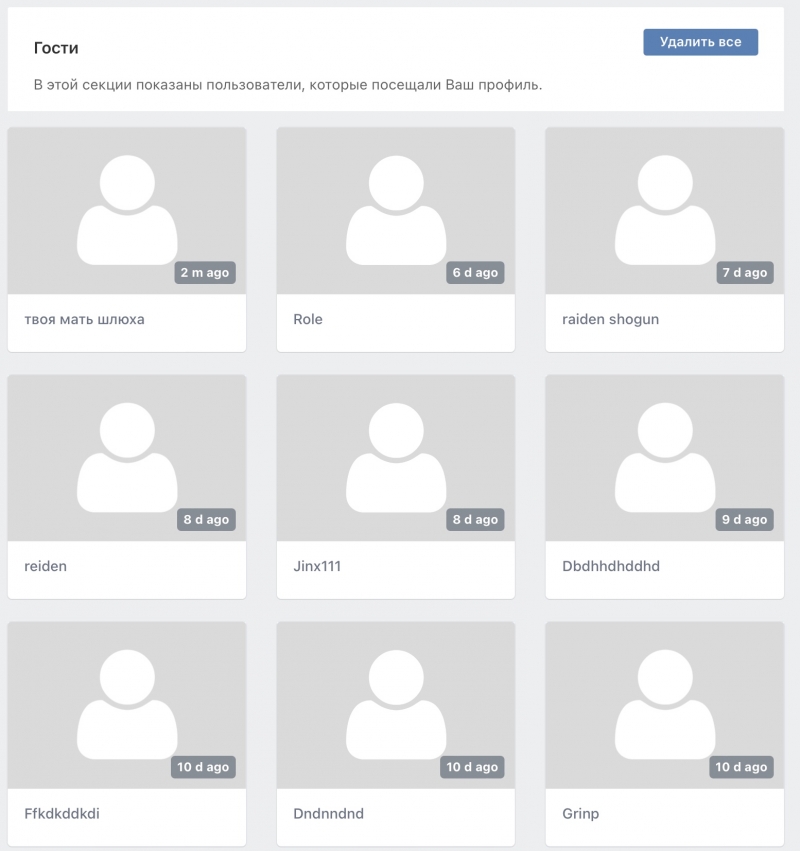 Гости
Удалить все
В этой секции показаны пользователи, которые посещали Ваш профиль.
2 m ago
6 d ago
7 d ago
твоя мать шлюха
Role
raiden shogun
8 d ago
8 d ago
9 d ago
reiden
Jinx111
Dbdhhdhddhd
10 d ago
10 d ago
10 d ago
Ffkdkddkdi
Dndnndnd
Grinp